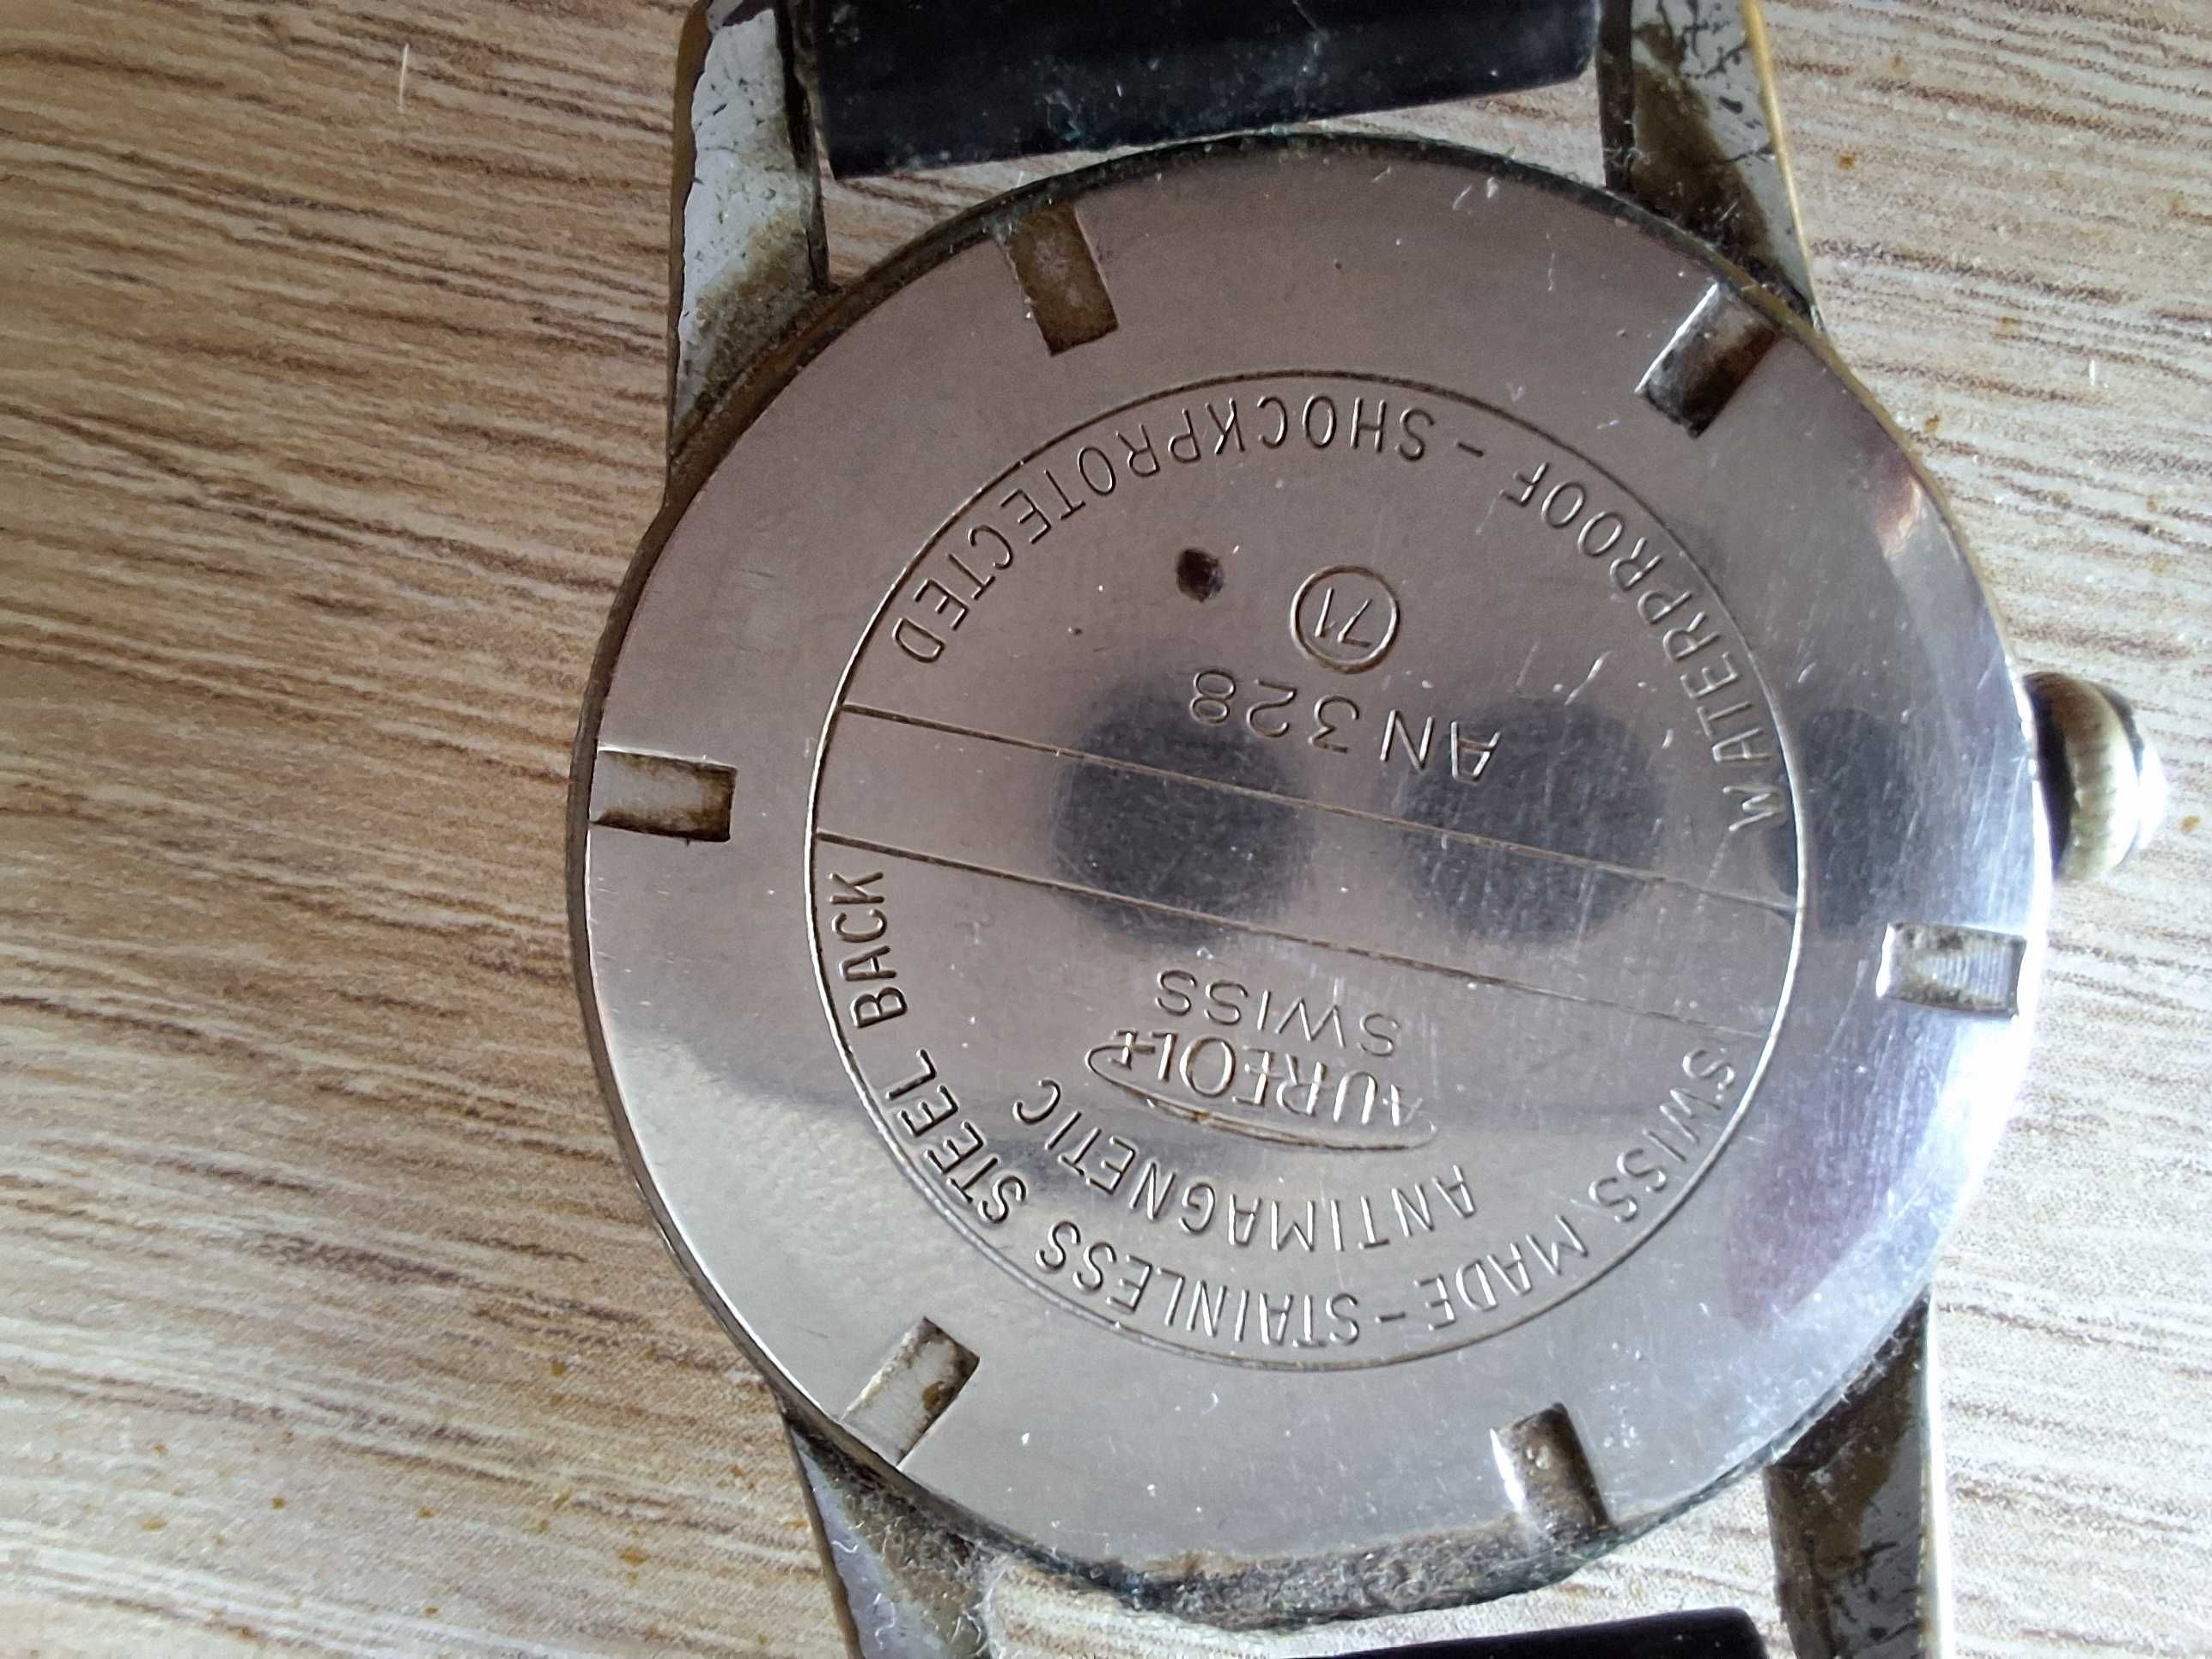 SWISS MADE - STAINLESS STEEL BACK
ANTIMAGNETIC
AUREOLE
SWISS
AN 328
71
WATERPROOF - SHOCKPROTECTED